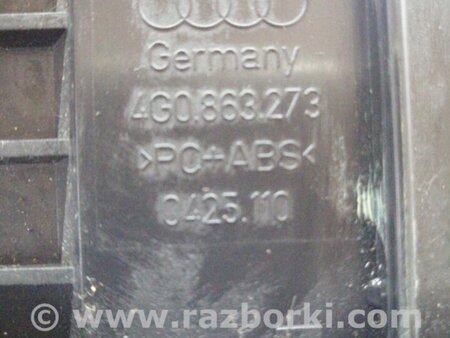 Germany
4G0.863.273
>PC+ABS<
0425.110
© www.razborki.com